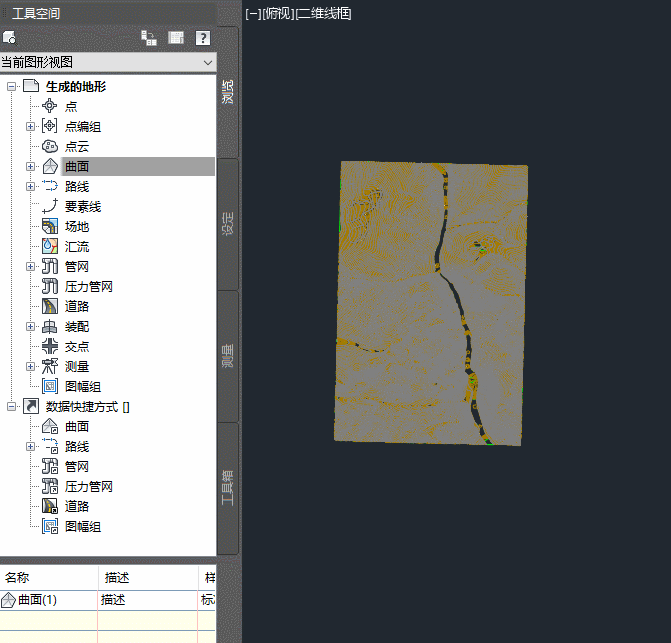 工具空间
[−][俯视][二维线框]
?
当前图形视图
生成的地形
点
点编组
点云
曲面
路线
要素线
场地
汇流
管网
压力管网
道路
装配
交点
测量
图幅组
数据快捷方式 []
曲面
路线
管网
压力管网
道路
图幅组
浏览
设定
测量
工具箱
名称 描述 样
曲面(1) 描述 标